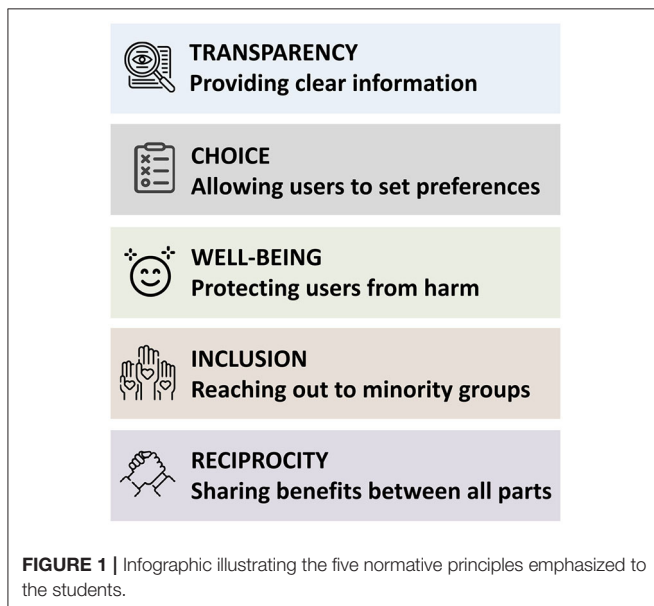 TRANSPARENCY
Providing clear information
CHOICE
Allowing users to set preferences
WELL-BEING
Protecting users from harm
INCLUSION
Reaching out to minority groups
RECIPROCITY
Sharing benefits between all parts
FIGURE 1 | Infographic illustrating the five normative principles emphasized to
the students.